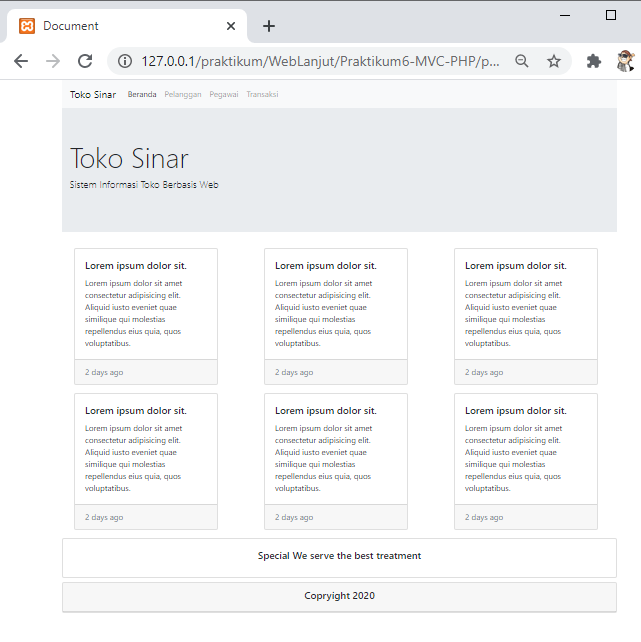 Document
127.0.0.1/praktikum/WebLanjut/Praktikum6-MVC-PHP/p...
Toko Sinar Beranda Pelanggan Pegawai Transaksi
Toko Sinar
Sistem Informasi Toko Berbasis Web
Lorem ipsum dolor sit.
Lorem ipsum dolor sit amet
consectetur adipisicing elit.
Aliquid iusto eveniet quae
similique qui molestias
repellendus eius quia, quos
voluptatibus.
2 days ago
Lorem ipsum dolor sit.
Lorem ipsum dolor sit amet
consectetur adipisicing elit.
Aliquid iusto eveniet quae
similique qui molestias
repellendus eius quia, quos
voluptatibus.
2 days ago
Lorem ipsum dolor sit.
Lorem ipsum dolor sit amet
consectetur adipisicing elit.
Aliquid iusto eveniet quae
similique qui molestias
repellendus eius quia, quos
voluptatibus.
2 days ago
Lorem ipsum dolor sit.
Lorem ipsum dolor sit amet
consectetur adipisicing elit.
Aliquid iusto eveniet quae
similique qui molestias
repellendus eius quia, quos
voluptatibus.
2 days ago
Lorem ipsum dolor sit.
Lorem ipsum dolor sit amet
consectetur adipisicing elit.
Aliquid iusto eveniet quae
similique qui molestias
repellendus eius quia, quos
voluptatibus.
2 days ago
Lorem ipsum dolor sit.
Lorem ipsum dolor sit amet
consectetur adipisicing elit.
Aliquid iusto eveniet quae
similique qui molestias
repellendus eius quia, quos
voluptatibus.
2 days ago
Special We serve the best treatment
Copryight 2020